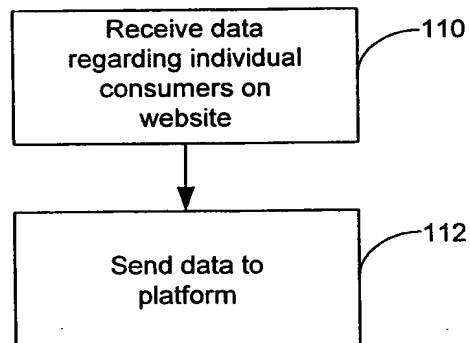 Receive data
regarding individual
consumers on
website
110
Send data to
platform
112